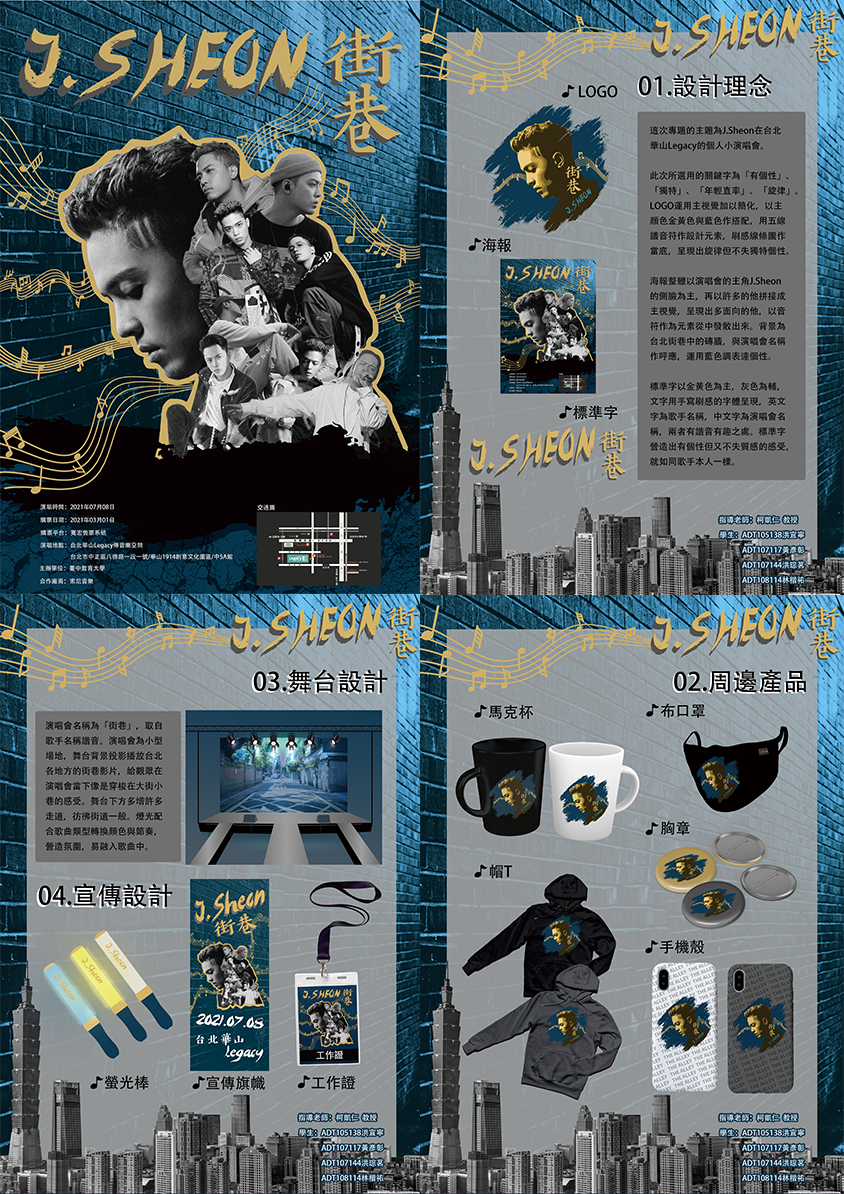 J.SHEON 街巷
演唱時間：2021年07月08日
購票日期：2021年03月01日
購票平台：寬宏售票系統
演唱地點：台北華山Legacy傳音樂空間
台北市中正區八德路一段一號/華山1914創意文化園區/中5A館
主辦單位：臺中教育大學
合作廠商：索尼音樂
交通圖
Legacy
J.SHEON 街巷
LOGO
街巷
J.SHEON
海報
J.SHEON 街巷
標準字
J.SHEON 街巷
01.設計理念
這次專題的主題為J.Sheon在台北
華山Legacy的個人小演唱會。
此次所選用的關鍵字為「有個性」、
「獨特」、「年輕直率」、「旋律」。
LOGO運用主視覺加以簡化，以主
顏色金黃色與藍色作搭配，用五線
譜音符作設計元素，刷感線條圖作
當底，呈現出旋律但不失獨特個性。
海報整體以演唱會的主角J.Sheon
的側臉為主，再以許多的他拼接成
主視覺，呈現出多面向的他，以音
符作為元素從中發散出來。背景為
台北街巷中的磚牆，與演唱會名稱
作呼應，運用藍色調表達個性。
標準字以金黃色為主，灰色為輔，
文字用手寫刷感的字體呈現，英文
字為歌手名稱，中文字為演唱會名
稱，兩者有諧音有趣之處。標準字
營造出有個性但又不失質感的感受，
就如同歌手本人一樣。
指導老師：柯凱仁 教授
學生：ADT105138洪宜寧
ADT107117黃彥彰
ADT107144洪琮茗
ADT108114林楷祐
J.SHEON 街巷
03.舞台設計
演唱會名稱為「街巷」，取自
歌手名稱諧音。演唱會為小型
場地，舞台背景投影播放台北
各地方的街巷影片，給觀眾在
演唱會當下像是穿梭在大街小
巷的感受。舞台下方多增許多
走道，彷彿街道一般。燈光配
合歌曲類型轉換顏色與節奏，
營造氛圍，易融入歌曲中。
04.宣傳設計
J.Sheon
J.Sheon
J.Sheon
螢光棒
J.Sheon
街巷
2021.07.08
台北華山
Legacy
宣傳旗幟
J.SHEON 街巷
工作證
工作證
指導老師：柯凱仁 教授
學生：ADT105138洪宜寧
ADT107117黃彥彰
ADT107144洪琮茗
ADT108114林楷祐
J.SHEON 街巷
02.周邊產品
馬克杯
布口罩
胸章
帽T
手機殼
THE ALLEY THE ALLEY
指導老師：柯凱仁 教授
學生：ADT105138洪宜寧
ADT107117黃彥彰
ADT107144洪琮茗
ADT108114林楷祐